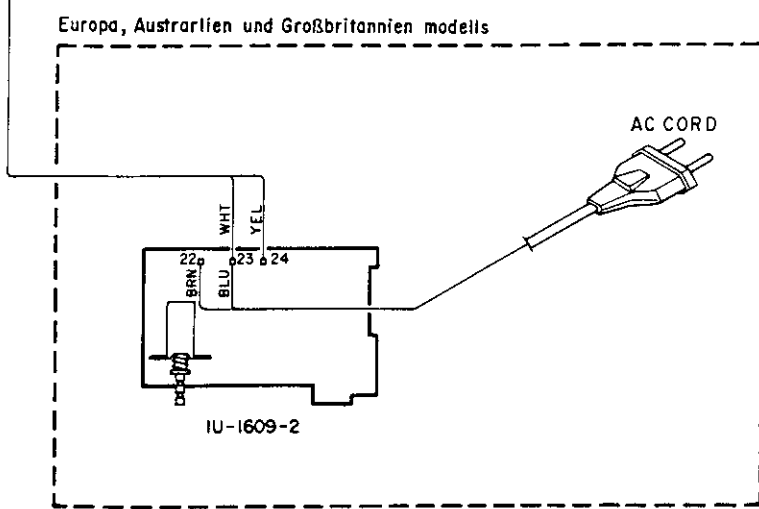 Europa, Austrarlien und Großbritannien modells
AC CORD
WHT
YEL
22 23 24
BRN
BLU
IU-1609-2